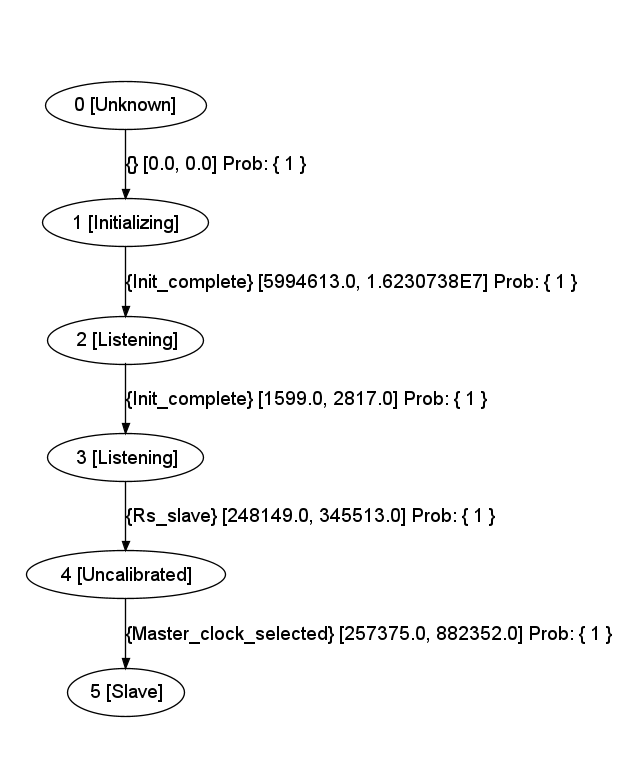 0 [Unknown]
{} [0.0, 0.0] Prob: { 1 }
1 [Initializing]
{Init_complete} [5994613.0, 1.6230738E7] Prob: { 1 }
2 [Listening]
{Init_complete} [1599.0, 2817.0] Prob: { 1 }
3 [Listening]
{Rs_slave} [248149.0, 345513.0] Prob: { 1 }
4 [Uncalibrated]
{Master_clock_selected} [257375.0, 882352.0] Prob: { 1 }
5 [Slave]